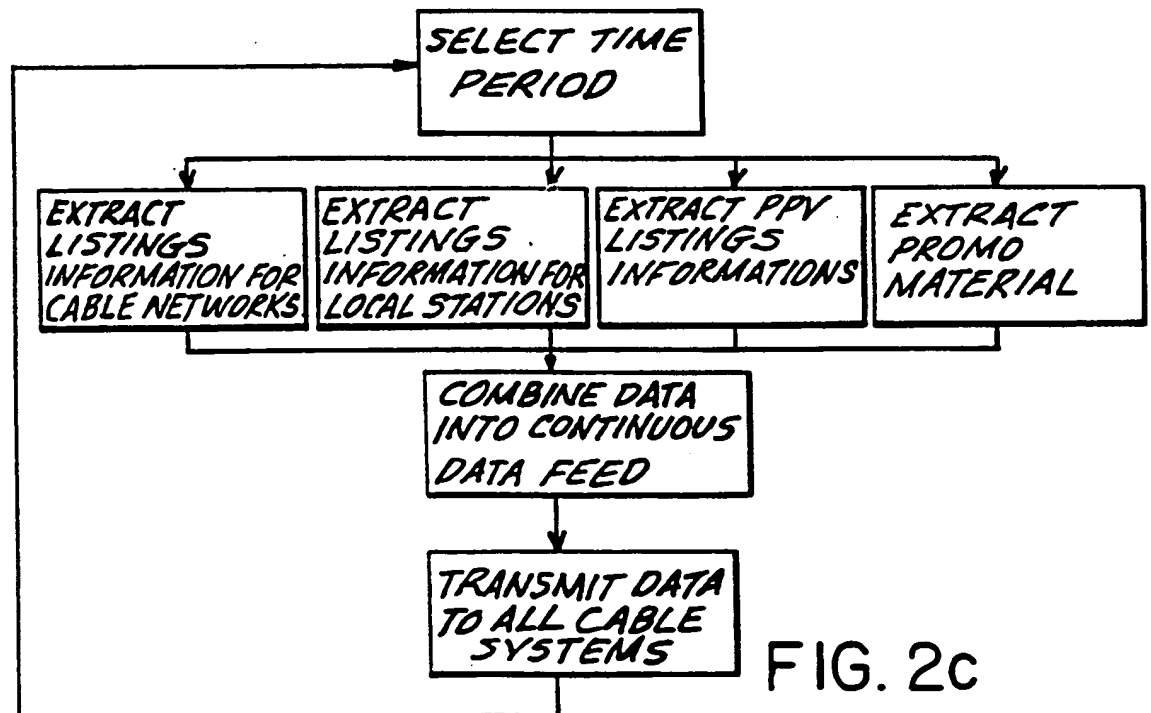 SELECT TIME
PERIOD
EXTRACT
LISTINGS
INFORMATION FOR
CABLE NETWORKS
EXTRACT
LISTINGS
INFORMATION FOR
LOCAL STATIONS
EXTRACT PPV
LISTINGS
INFORMATIONS
EXTRACT
PROMO
MATERIAL
COMBINE DATA
INTO CONTINUOUS
DATA FEED
TRANSMIT DATA
TO ALL CABLE
SYSTEMS
FIG. 2c